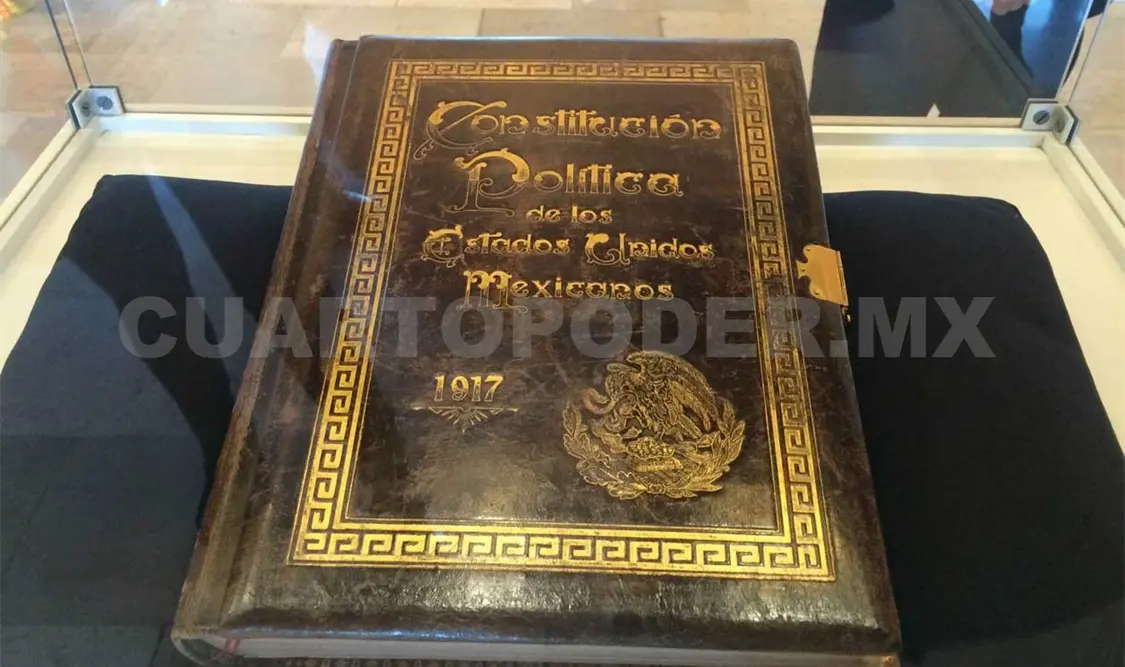 Constitución
Política
de los
Estados Unidos
Mexicanos
CUARTOPODER.MX
1917